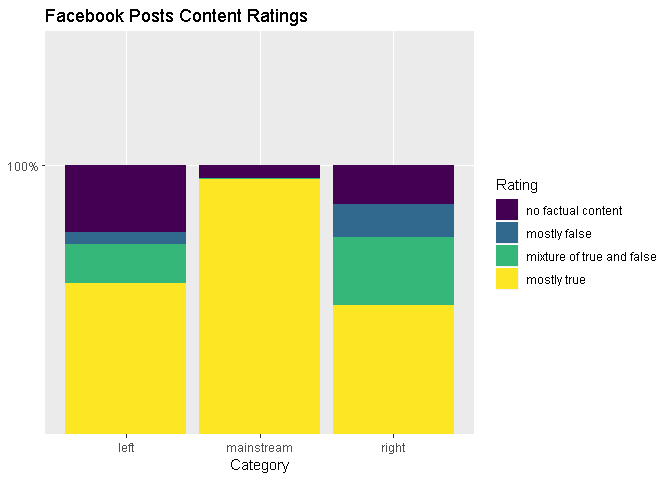 Facebook Posts Content Ratings
100%
left
mainstream
right
Category
Rating
no factual content
mostly false
mixture of true and false
mostly true